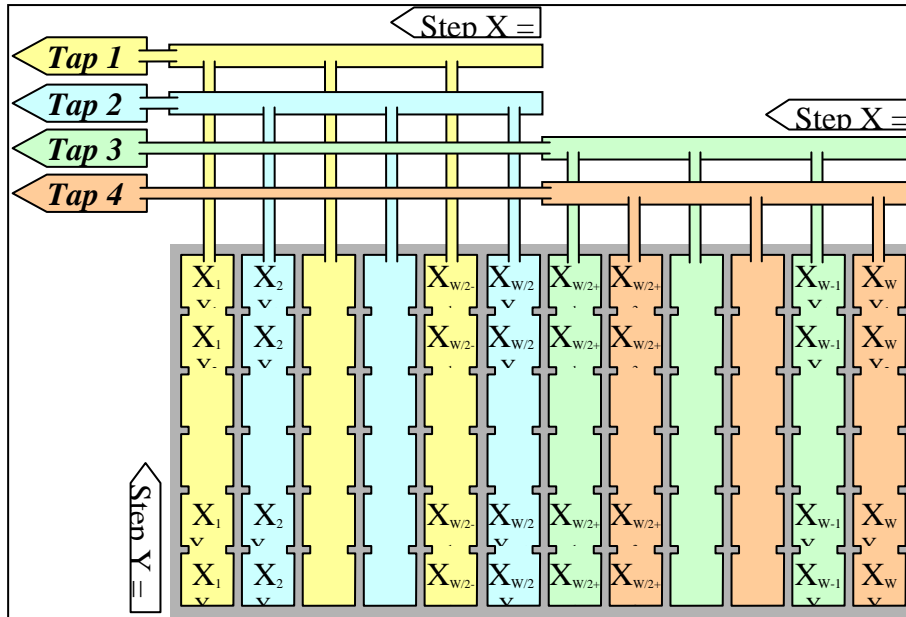 Step X =
Tap 1
Tap 2
Step X =
Tap 3
Tap 4
X1 X2 XW/2- XW/2 XW/2+ XW/2+ XW-1 XW
X1 X2 XW/2- XW/2 XW/2+ XW/2+ XW-1 XW
X1 X2 XW/2- XW/2 XW/2+ XW/2+ XW-1 XW
X1 X2 XW/2- XW/2 XW/2+ XW/2+ XW-1 XW
Step Y =